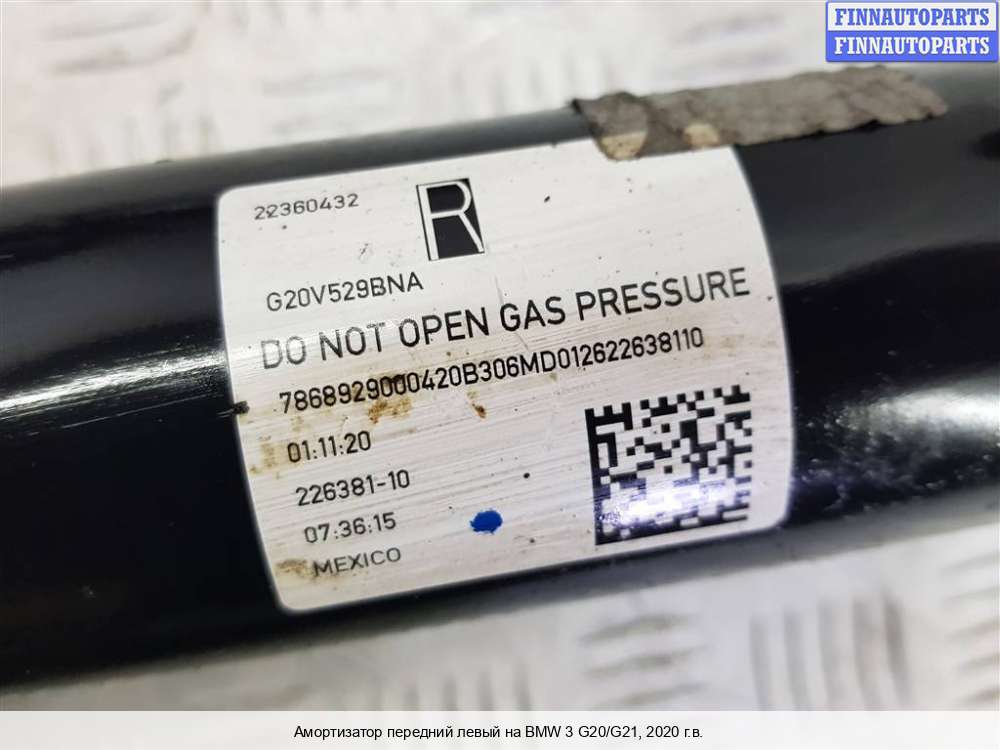 FINNAUTOPARTS
FINNAUTOPARTS
22360432
R
G20V529BNA
DO NOT OPEN GAS PRESSURE
7868929000420B306MD012622638110
01:11:20
226381-10
07:36:15
MEXICO
Амортизатор передний левый на BMW 3 G20/G21, 2020 г.в.